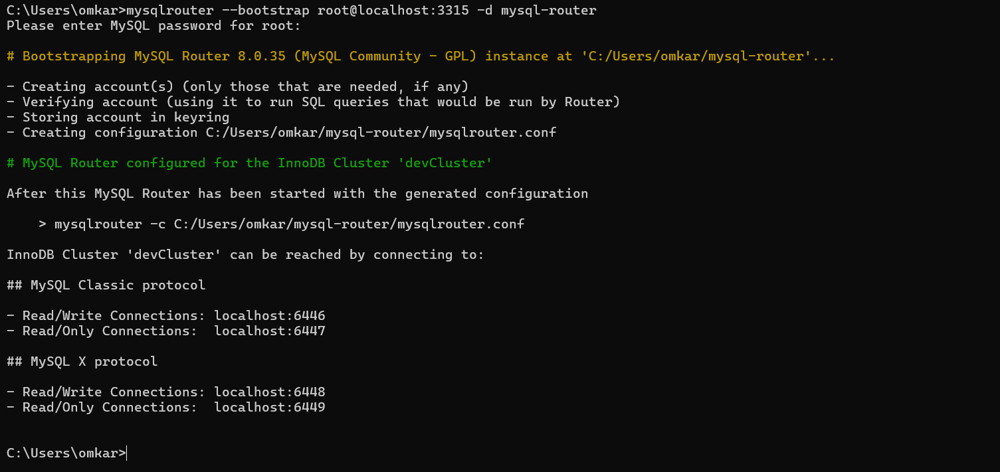 C:\Users\omkar>mysqlrouter --bootstrap root@localhost:3315 -d mysql-router
Please enter MySQL password for root:
# Bootstrapping MySQL Router 8.0.35 (MySQL Community - GPL) instance at 'C:/Users/omkar/mysql-router'...
- Creating account(s) (only those that are needed, if any)
- Verifying account (using it to run SQL queries that would be run by Router)
- Storing account in keyring
- Creating configuration C:/Users/omkar/mysql-router/mysqlrouter.conf
# MySQL Router configured for the InnoDB Cluster 'devCluster'
After this MySQL Router has been started with the generated configuration
> mysqlrouter -c C:/Users/omkar/mysql-router/mysqlrouter.conf
InnoDB Cluster 'devCluster' can be reached by connecting to:
## MySQL Classic protocol
- Read/Write Connections: localhost:6446
- Read/Only Connections:  localhost:6447
## MySQL X protocol
- Read/Write Connections: localhost:6448
- Read/Only Connections:  localhost:6449
C:\Users\omkar>